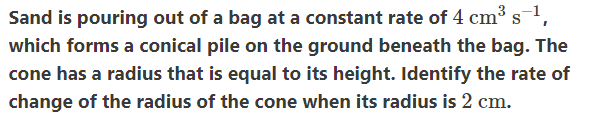 Sand is pouring out of a bag at a constant rate of 4 cm³ s⁻¹,
which forms a conical pile on the ground beneath the bag. The
cone has a radius that is equal to its height. Identify the rate of
change of the radius of the cone when its radius is 2 cm.